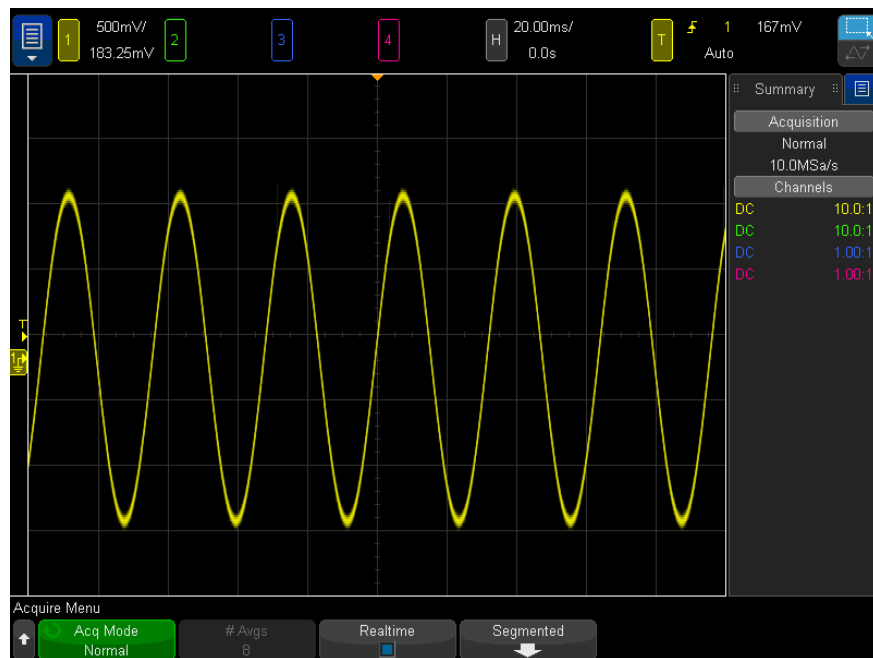 500mV/
183.25mV
1
2
3
4
H
20.00ms/
0.0s
T
1
167mV
Auto
Summary
Acquisition
Normal
10.0MSa/s
Channels
DC 10.0:1
DC 10.0:1
DC 1.00:1
DC 1.00:1
T
1
Acquire Menu
Acq Mode
Normal
# Avgs
8
Realtime
Segmented